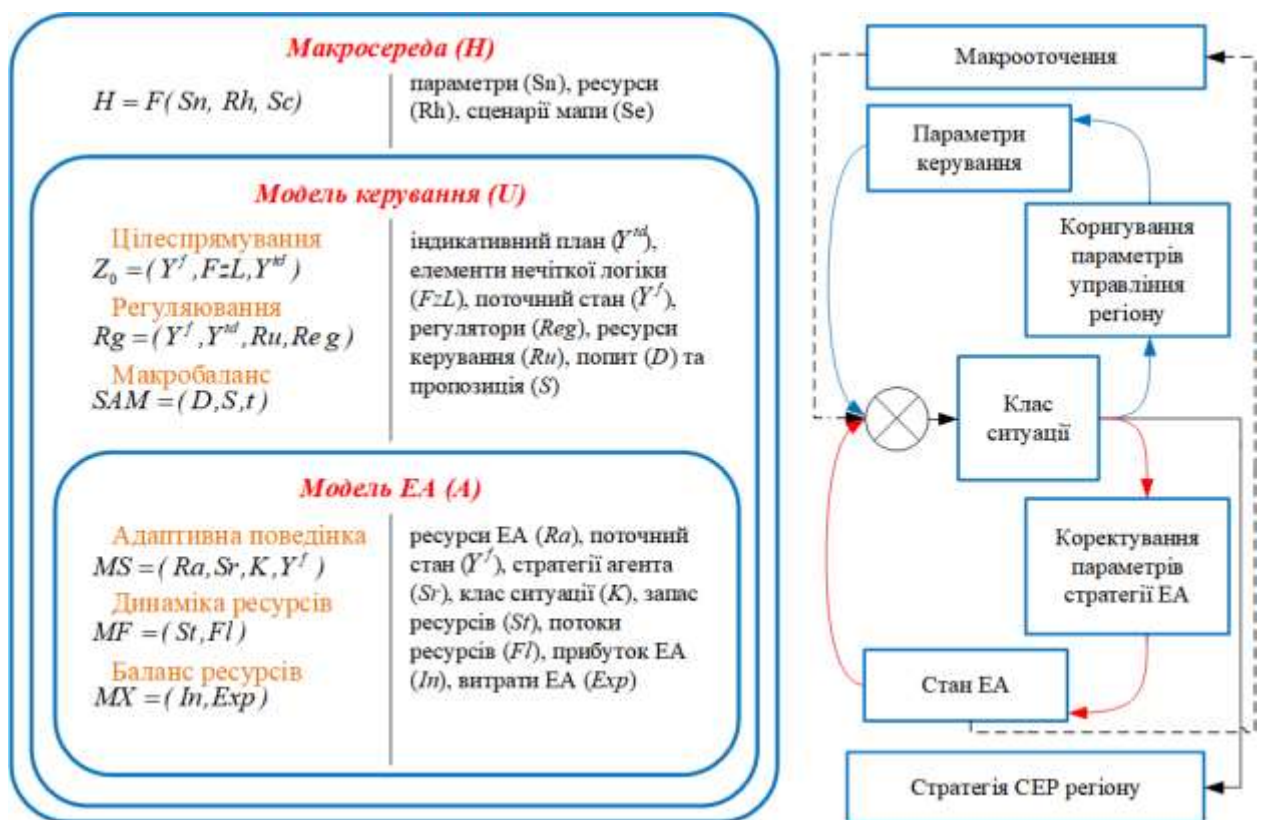 Макросереда (H)
H = F( Sn, Rh, Sc)
параметри (Sn), ресурси
(Rh), сценарії мапи (Se)
Модель керування (U)
Цілеспрямування
Z₀ = ( Yᶠ , FzL, Yᵗᵈ )
Регуляювання
Rg = ( Yᶠ , Yᵗᵈ , Ru, Re g )
Макробаланс
SAM = ( D, S, t )
індикативний план (Yᵗᵈ),
елементи нечіткої логіки
(FzL), поточний стан (Yᶠ),
регулятори (Reg), ресурси
керування (Ru), попит (D) та
пропозиція (S)
Модель ЕА (A)
Адаптивна поведінка
MS = ( Ra, Sr, K, Yᶠ )
Динаміка ресурсів
MF = ( St, Fl )
Баланс ресурсів
MX = ( In, Exp )
ресурси ЕА (Ra), поточний
стан (Yᶠ), стратегії агента
(Sr), клас ситуації (K), запас
ресурсів (St), потоки
ресурсів (Fl), прибуток ЕА
(In), витрати ЕА (Exp)
Макрооточення
Параметри
керування
Коригування
параметрів
управління
регіону
Клас
ситуації
Коректування
параметрів
стратегії ЕА
Стан ЕА
Стратегія СЕР регіону